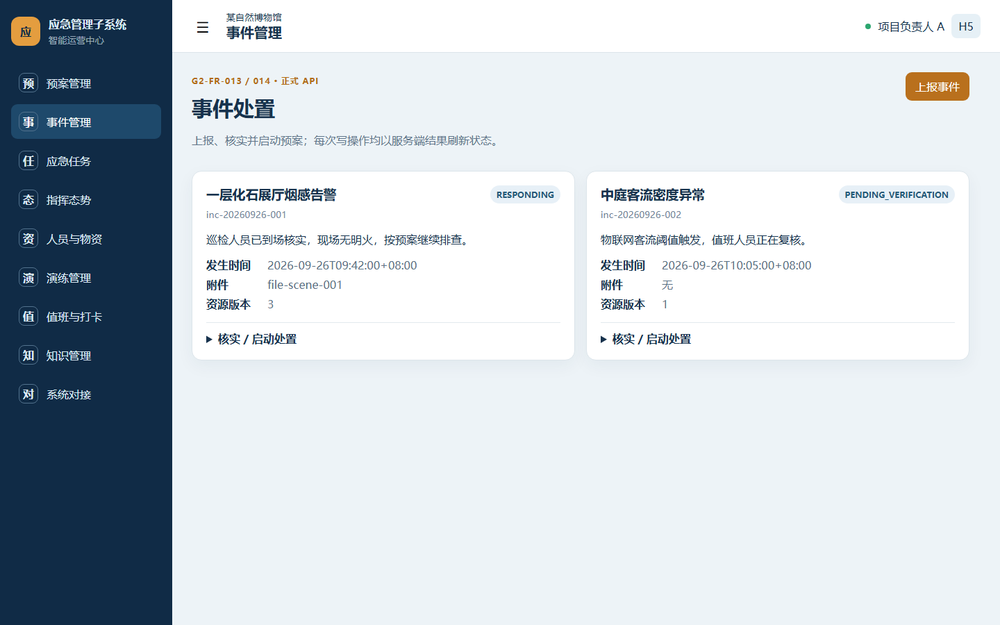 应
应急管理子系统
智能运营中心
预 预案管理
事 事件管理
任 应急任务
态 指挥态势
资 人员与物资
演 演练管理
值 值班与打卡
知 知识管理
对 系统对接
☰
某自然博物馆
事件管理
项目负责人 A
H5
G2-FR-013 / 014 • 正式 API
事件处置
上报、核实并启动预案；每次写操作均以服务端结果刷新状态。
上报事件
一层化石展厅烟感告警
RESPONDING
inc-20260926-001
巡检人员已到场核实，现场无明火，按预案继续排查。
发生时间 2026-09-26T09:42:00+08:00
附件 file-scene-001
资源版本 3
▶ 核实 / 启动处置
中庭客流密度异常
PENDING_VERIFICATION
inc-20260926-002
物联网客流阈值触发，值班人员正在复核。
发生时间 2026-09-26T10:05:00+08:00
附件 无
资源版本 1
▶ 核实 / 启动处置